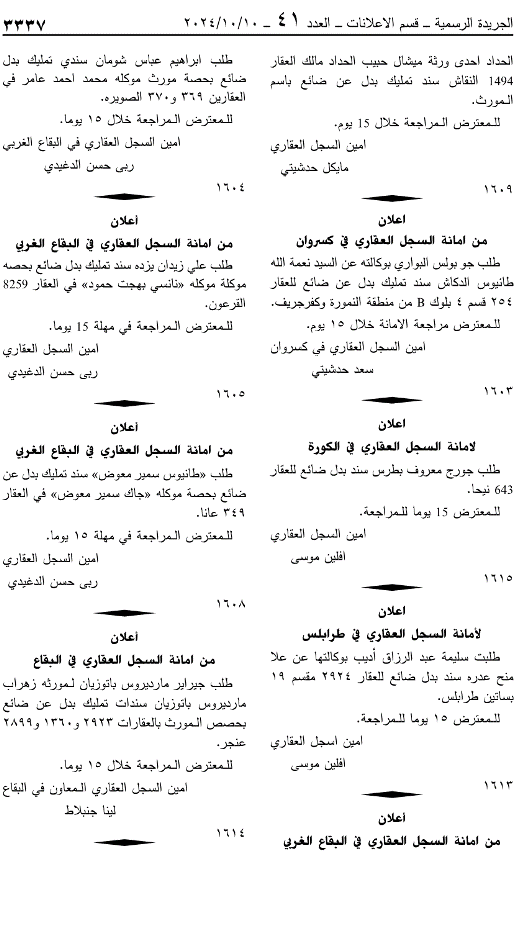 الجريدة الرسمية – قسم الاعلانات – العدد ٤١ – ٢٠٢٤/١٠/١٠
٣٣٣٧
الحداد احدى ورثة ميشال حبيب الحداد مالك العقار
1494 النقاش سند تمليك بدل عن ضائع باسم
المورث.
للمعترض المراجعة خلال 15 يوم.
امين السجل العقاري
مايكل حدشيتي
١٦٠٩
اعلان
من امانة السجل العقاري في كسروان
طلب جو بولس البواري بوكالته عن السيد نعمة الله
طانيوس الدكاش سند تمليك بدل عن ضائع للعقار
٢٥٤ قسم ٤ بلوك B من منطقة النمورة وكفرجريف.
للمعترض مراجعة الامانة خلال ١٥ يوم.
امين السجل العقاري في كسروان
سعد حدشيتي
١٦٠٣
اعلان
لامانة السجل العقاري في الكورة
طلب جورج معروف بطرس سند بدل ضائع للعقار
643 نيحا.
للمعترض 15 يوما للمراجعة.
امين السجل العقاري
افلين موسى
١٦١٥
اعلان
لأمانة السجل العقاري في طرابلس
طلبت سليمة عبد الرزاق أديب بوكالتها عن علا
منح عدره سند بدل ضائع للعقار ٢٩٢٤ مقسم ١٩
بساتين طرابلس.
للمعترض ١٥ يوما للمراجعة.
امين اسجل العقاري
افلين موسى
١٦١٣
أعلان
من امانة السجل العقاري في البقاع الغربي
طلب ابراهيم عباس شومان سندي تمليك بدل
ضائع بحصة مورث موكله محمد احمد عامر في
العقارين ٣٦٩ و٣٧٠ الصويره.
للمعترض المراجعة خلال ١٥ يوما.
امين السجل العقاري في البقاع الغربي
ربى حسن الدغيدي
١٦٠٤
أعلان
من امانة السجل العقاري في البقاع الغربي
طلب علي زيدان يزده سند تمليك بدل ضائع بحصه
موكلة موكله «نانسي بهجت حمود» في العقار 8259
القرعون.
للمعترض المراجعة في مهلة 15 يوما.
امين السجل العقاري
ربى حسن الدغيدي
١٦٠٥
أعلان
من امانة السجل العقاري في البقاع الغربي
طلب «طانيوس سمير معوض» سند تمليك بدل عن
ضائع بحصة موكله «جاك سمير معوض» في العقار
٣٤٩ عانا.
للمعترض المراجعة في مهلة ١٥ يوما.
امين السجل العقاري
ربى حسن الدغيدي
١٦٠٨
أعلان
من امانة السجل العقاري في البقاع
طلب جيراير مارديروس باتوزيان لمورثه زهراب
مارديروس باتوزيان سندات تمليك بدل عن ضائع
بحصص المورث بالعقارات ٢٩٢٣ و١٣٦٠ و٢٨٩٩
عنجر.
للمعترض المراجعة خلال ١٥ يوما.
امين السجل العقاري المعاون في البقاع
لينا جنبلاط
١٦١٤